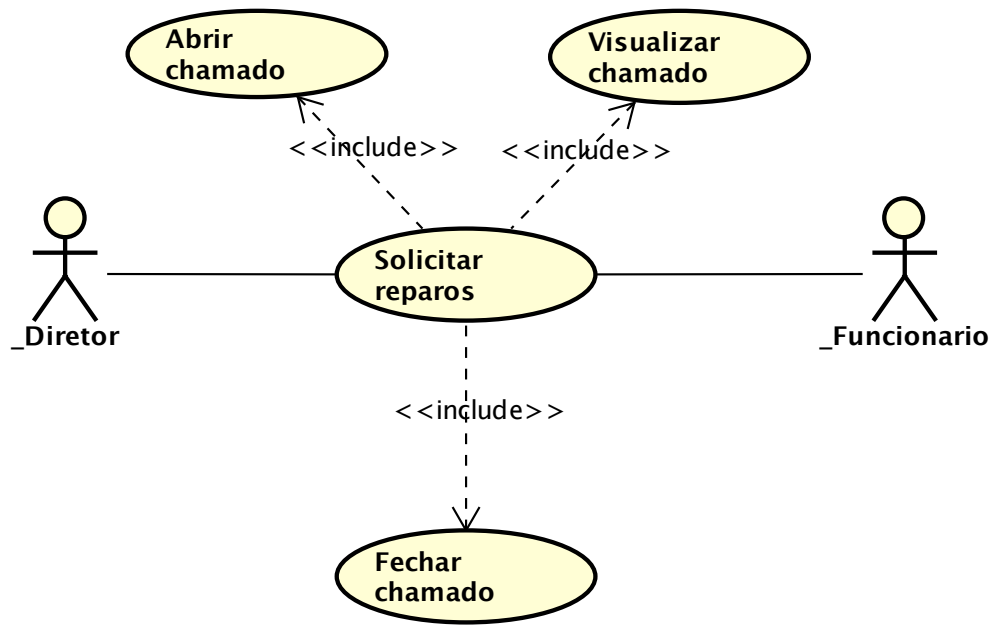 Abrir
chamado
Visualizar
chamado
<<include>>
<<include>>
Solicitar
reparos
_Diretor
_Funcionario
<<include>>
Fechar
chamado